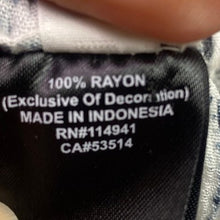 100% RAYON
(Exclusive Of Decoration)
MADE IN INDONESIA
RN#114941
CA#53514